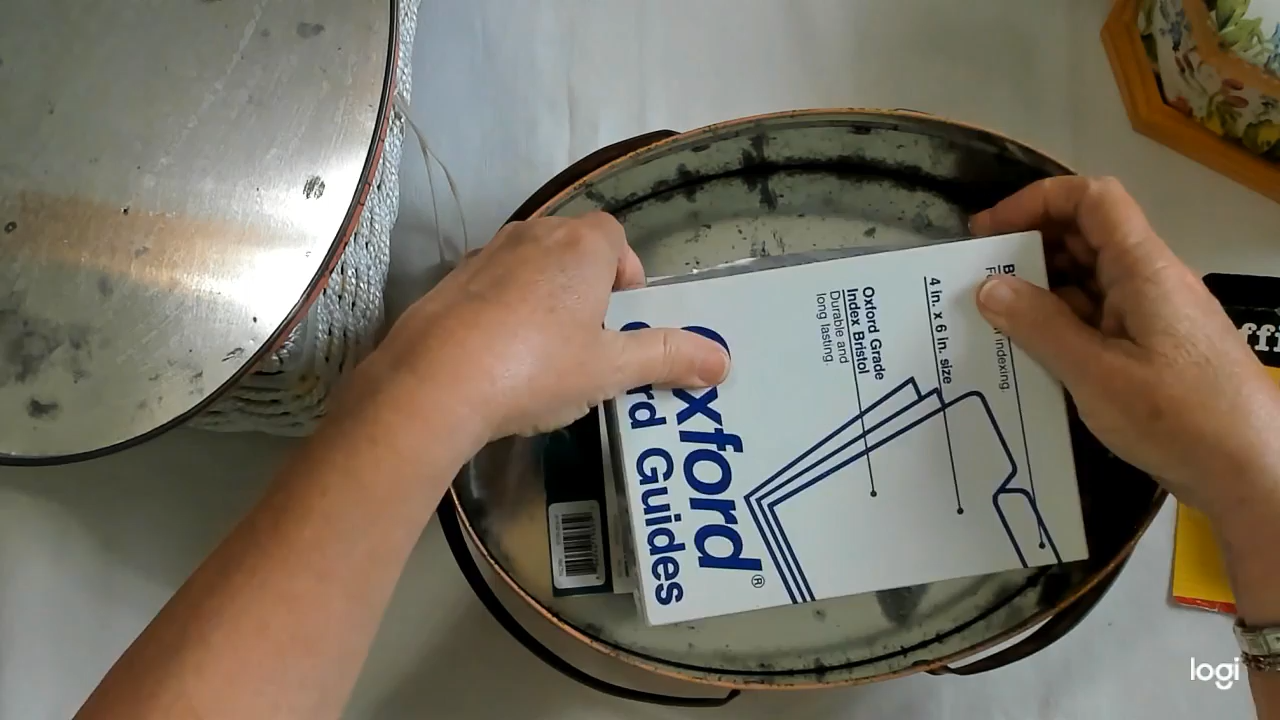 Oxford Grade
Index Bristol
Durable and
long lasting.
4 in. x 6 in. size
indexing.
xford®
rd Guides
logi